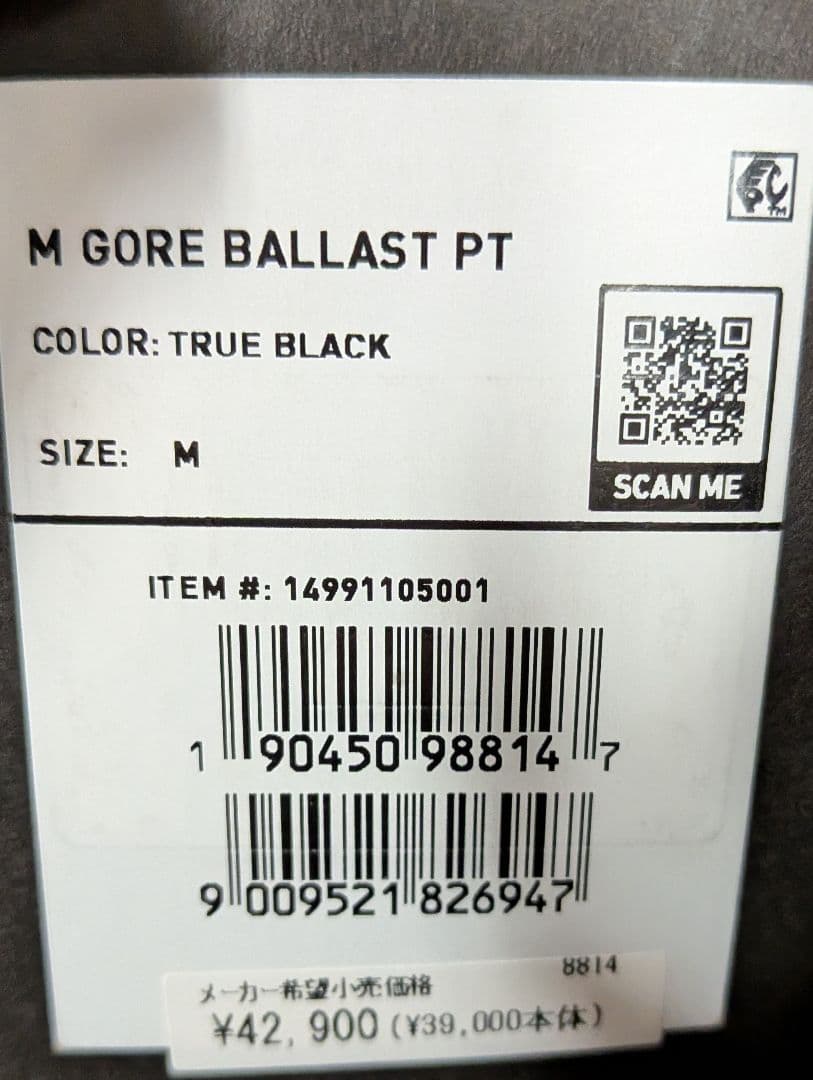 M GORE BALLAST PT
COLOR: TRUE BLACK
SIZE: M
SCAN ME
ITEM #: 14991105001
1 90450 98814 7
9 009521 826947
8814
メーカー希望小売価格
¥42,900(¥39,000本体)